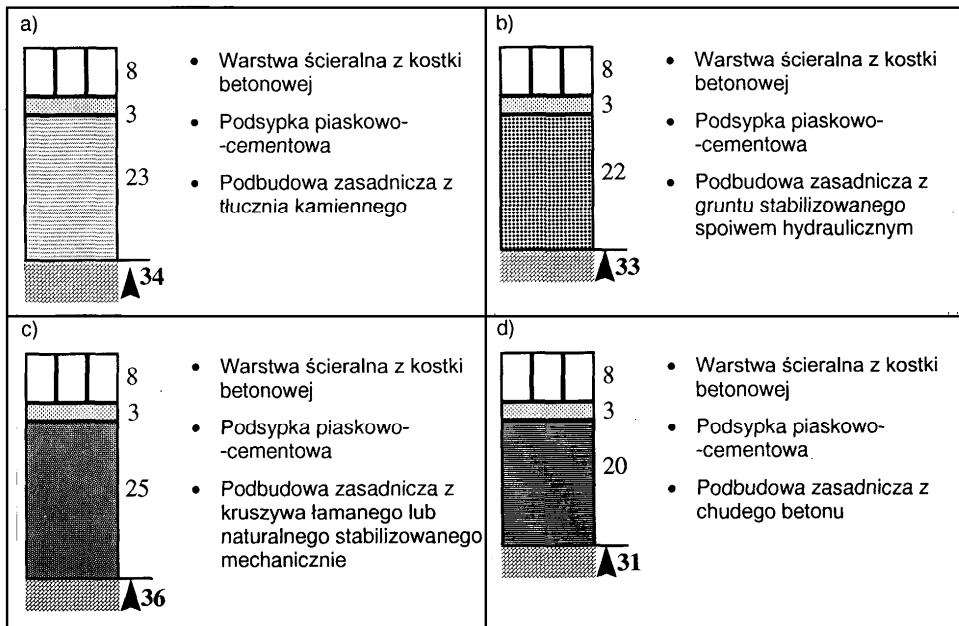 a)
8
3
23
34
• Warstwa ścieralna z kostki
betonowej
• Podsypka piaskowo-
-cementowa
• Podbudowa zasadnicza z
tłucznia kamiennego
b)
8
3
22
33
• Warstwa ścieralna z kostki
betonowej
• Podsypka piaskowo-
-cementowa
• Podbudowa zasadnicza z
gruntu stabilizowanego
spoiwem hydraulicznym
c)
8
3
25
36
• Warstwa ścieralna z kostki
betonowej
• Podsypka piaskowo-
-cementowa
• Podbudowa zasadnicza z
kruszywa łamanego lub
naturalnego stabilizowanego
mechanicznie
d)
8
3
20
31
• Warstwa ścieralna z kostki
betonowej
• Podsypka piaskowo-
-cementowa
• Podbudowa zasadnicza z
chudego betonu